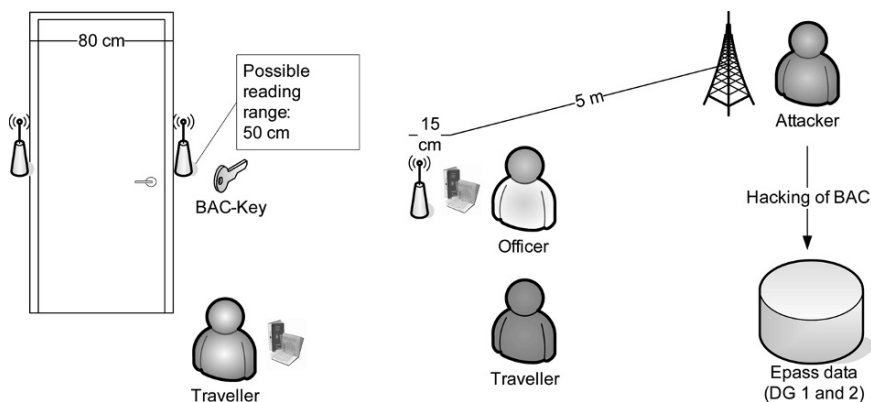 80 cm
Possible
reading
range:
50 cm
BAC-Key
Traveller
15
cm
5 m
Officer
Traveller
Attacker
Hacking of BAC
Epass data
(DG 1 and 2)